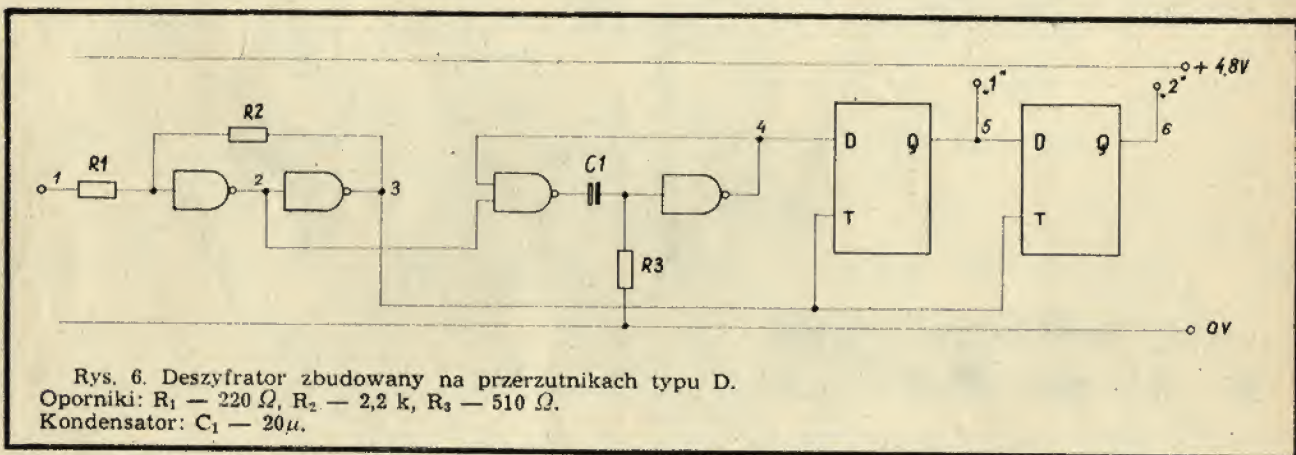 + 4,8V
„1"
„2"
R2
4
5
6
D
Q
D
Q
R1
1
2
3
C1
T
T
R3
0V
Rys. 6. Deszyfrator zbudowany na przerzutnikach typu D.
Oporniki: R₁ — 220 Ω, R₂ — 2,2 k, R₃ — 510 Ω.
Kondensator: C₁ — 20μ.